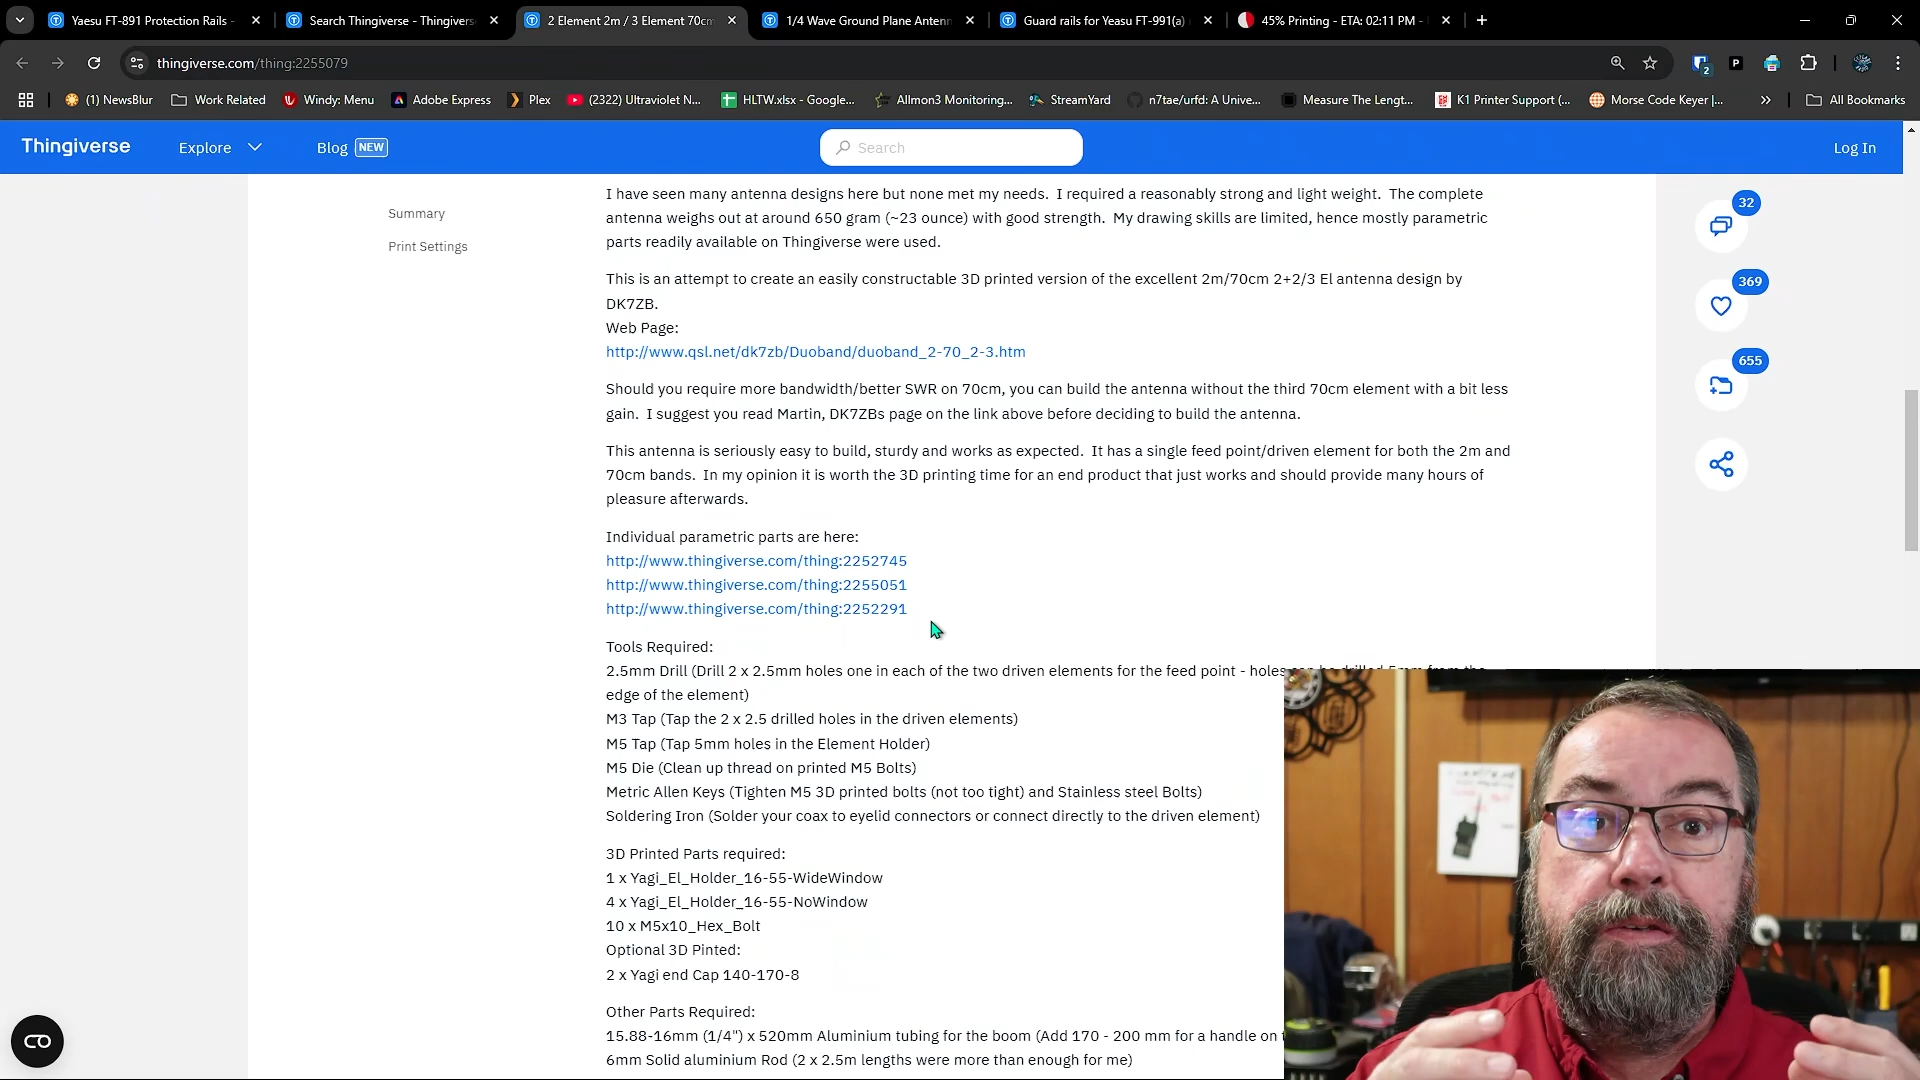 Yaesu FT-891 Protection Rails -
Search Thingiverse - Thingivers
2 Element 2m / 3 Element 70cm
1/4 Wave Ground Plane Antenn
Guard rails for Yeasu FT-991(a)
45% Printing - ETA: 02:11 PM -
thingiverse.com/thing:2255079
(1) NewsBlur
Work Related
Windy: Menu
Adobe Express
Plex
(2322) Ultraviolet N...
HLTW.xlsx - Google...
Allmon3 Monitoring...
StreamYard
n7tae/urfd: A Unive...
Measure The Lengt...
K1 Printer Support (...
Morse Code Keyer |...
All Bookmarks
Thingiverse
Explore
Blog NEW
Search
Log In
Summary
Print Settings
I have seen many antenna designs here but none met my needs. I required a reasonably strong and light weight. The complete
antenna weighs out at around 650 gram (~23 ounce) with good strength. My drawing skills are limited, hence mostly parametric
parts readily available on Thingiverse were used.
This is an attempt to create an easily constructable 3D printed version of the excellent 2m/70cm 2+2/3 El antenna design by
DK7ZB.
Web Page:
http://www.qsl.net/dk7zb/Duoband/duoband_2-70_2-3.htm
Should you require more bandwidth/better SWR on 70cm, you can build the antenna without the third 70cm element with a bit less
gain. I suggest you read Martin, DK7ZBs page on the link above before deciding to build the antenna.
This antenna is seriously easy to build, sturdy and works as expected. It has a single feed point/driven element for both the 2m and
70cm bands. In my opinion it is worth the 3D printing time for an end product that just works and should provide many hours of
pleasure afterwards.
Individual parametric parts are here:
http://www.thingiverse.com/thing:2252745
http://www.thingiverse.com/thing:2255051
http://www.thingiverse.com/thing:2252291
Tools Required:
2.5mm Drill (Drill 2 x 2.5mm holes one in each of the two driven elements for the feed point - holes can be drilled 5mm from the
edge of the element)
M3 Tap (Tap the 2 x 2.5 drilled holes in the driven elements)
M5 Tap (Tap 5mm holes in the Element Holder)
M5 Die (Clean up thread on printed M5 Bolts)
Metric Allen Keys (Tighten M5 3D printed bolts (not too tight) and Stainless steel Bolts)
Soldering Iron (Solder your coax to eyelid connectors or connect directly to the driven element)
3D Printed Parts required:
1 x Yagi_El_Holder_16-55-WideWindow
4 x Yagi_El_Holder_16-55-NoWindow
10 x M5x10_Hex_Bolt
Optional 3D Pinted:
2 x Yagi end Cap 140-170-8
Other Parts Required:
15.88-16mm (1/4") x 520mm Aluminium tubing for the boom (Add 170 - 200 mm for a handle on
6mm Solid aluminium Rod (2 x 2.5m lengths were more than enough for me)
32
369
655